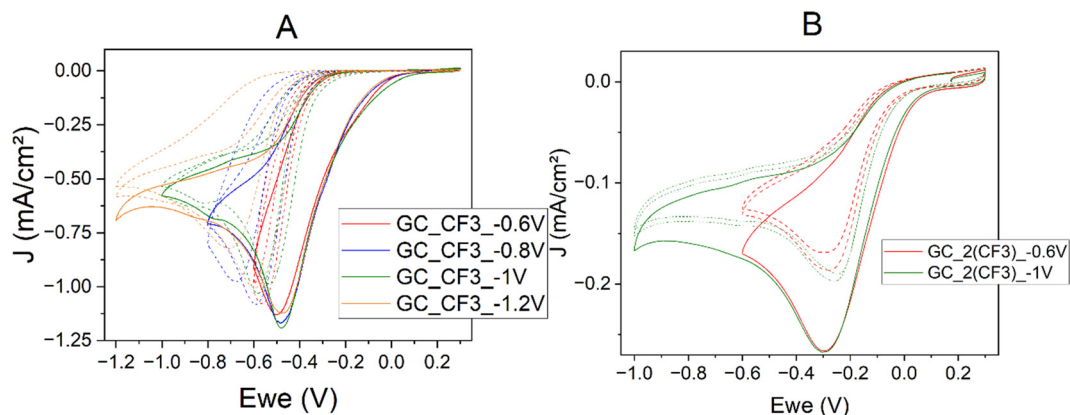 A
0.00
−0.25
−0.50
−0.75
−1.00
−1.25
J (mA/cm²)
−1.2 −1.0 −0.8 −0.6 −0.4 −0.2 0.0 0.2
Ewe (V)
GC_CF3_-0.6V
GC_CF3_-0.8V
GC_CF3_-1V
GC_CF3_-1.2V
B
0.0
−0.1
−0.2
J (mA/cm²)
−1.0 −0.8 −0.6 −0.4 −0.2 0.0 0.2
Ewe (V)
GC_2(CF3)_-0.6V
GC_2(CF3)_-1V